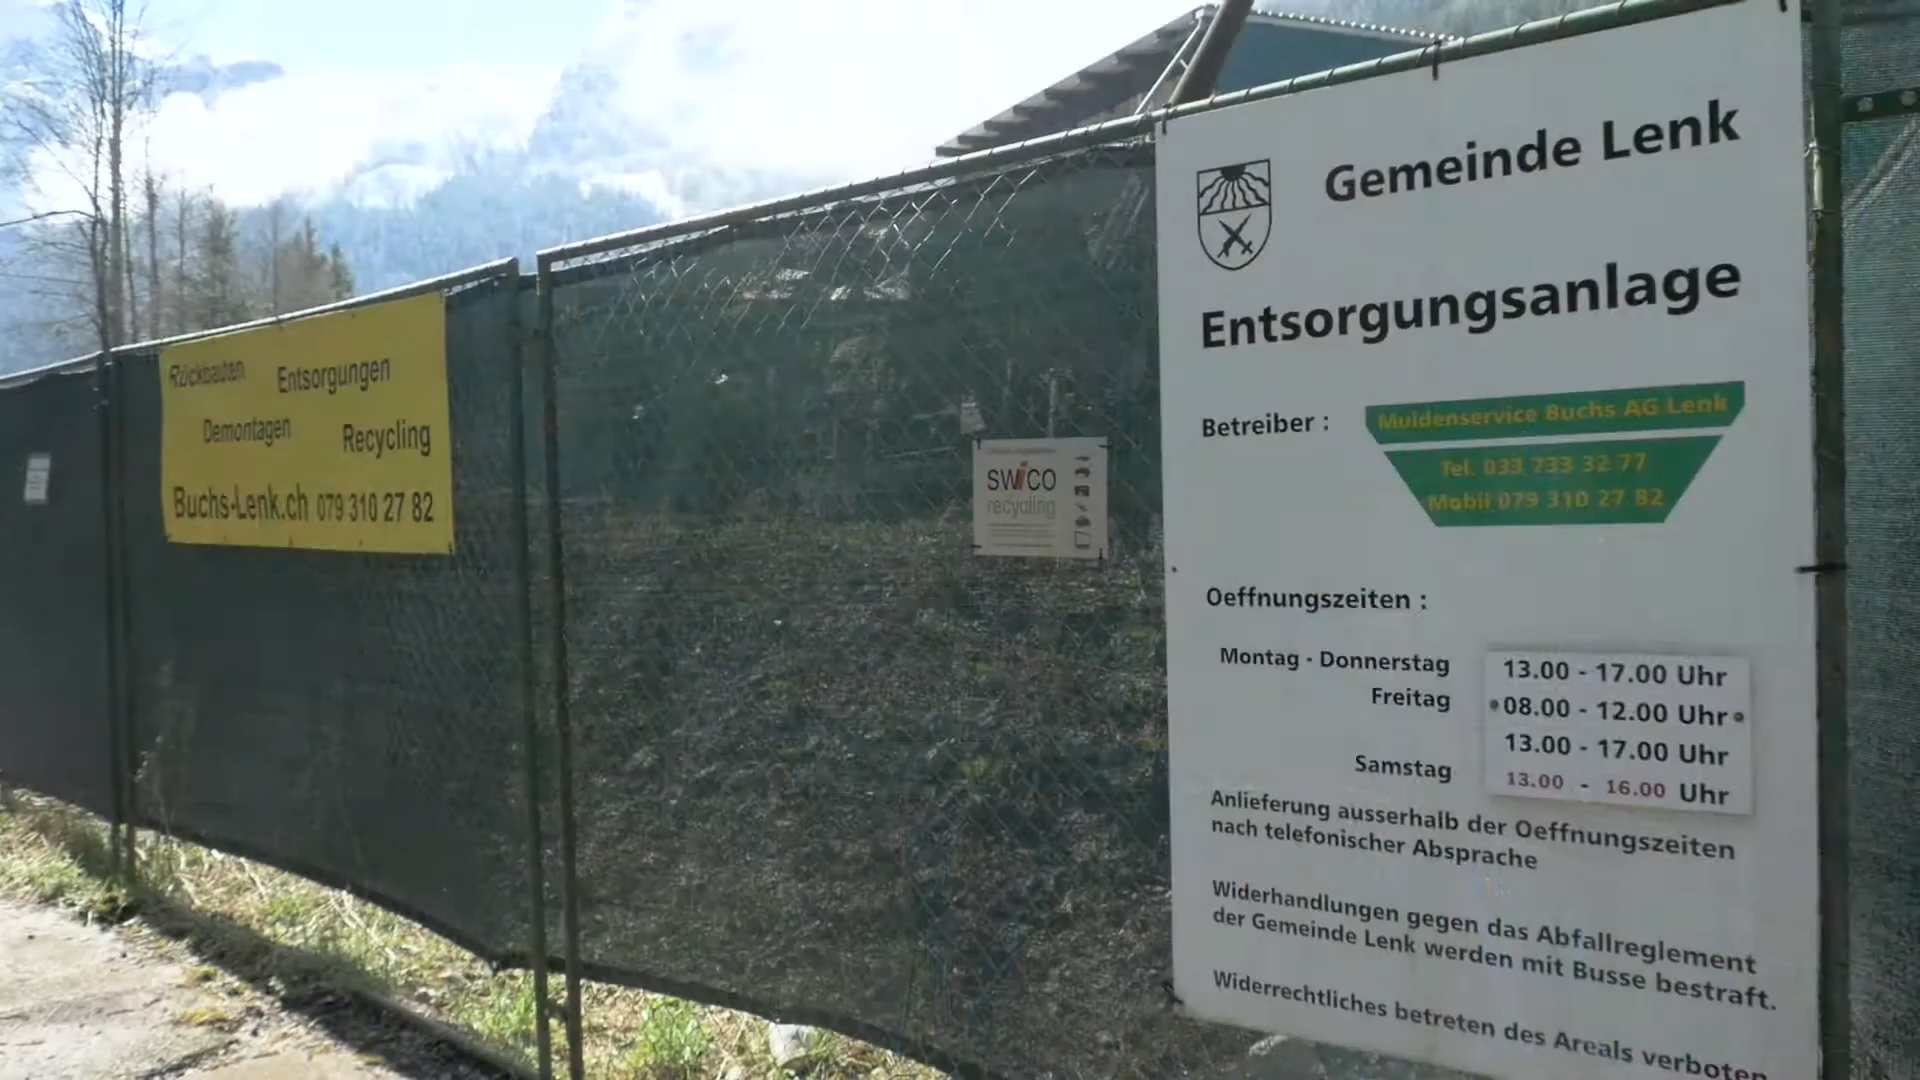 Rückbauten Entsorgungen
Demontagen Recycling
Buchs-Lenk.ch 079 310 27 82
SWiCO
recycling
Gemeinde Lenk
Entsorgungsanlage
Betreiber :
Muldenservice Buchs AG Lenk
Tel. 033 733 32 77
Mobil 079 310 27 82
Oeffnungszeiten :
Montag - Donnerstag 13.00 - 17.00 Uhr
Freitag 08.00 - 12.00 Uhr
13.00 - 17.00 Uhr
Samstag 13.00 - 16.00 Uhr
Anlieferung ausserhalb der Oeffnungszeiten
nach telefonischer Absprache
Widerhandlungen gegen das Abfallreglement
der Gemeinde Lenk werden mit Busse bestraft.
Widerrechtliches betreten des Areals verboten